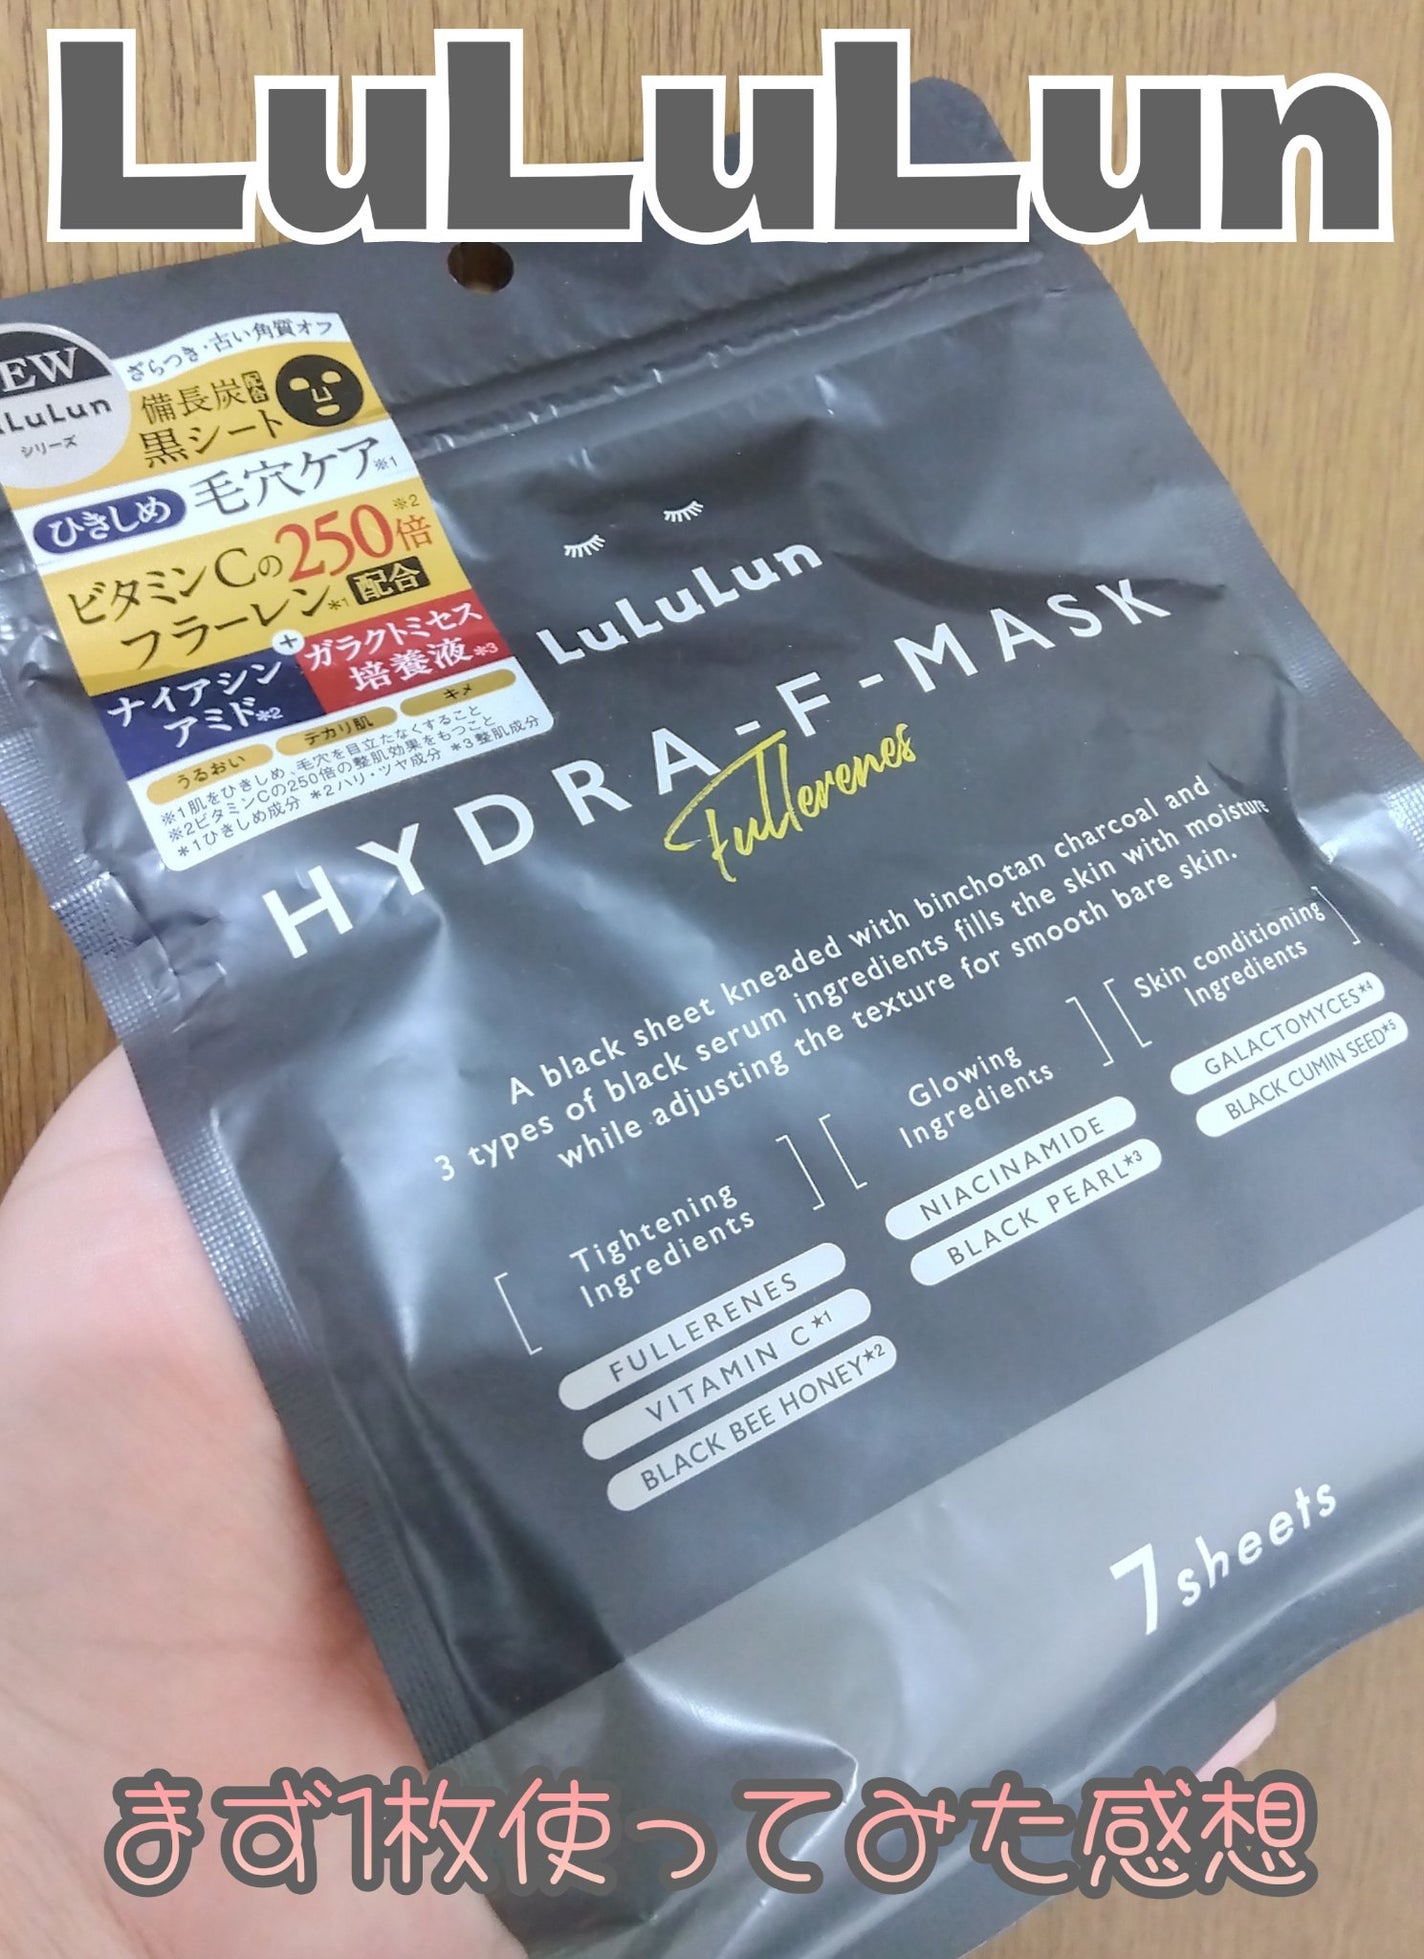 LuLuLun
EW
LuLun
シリーズ
ざらつき・古い角質オフ
備長炭配合
黒シート
ひきしめ 毛穴ケア※1
ビタミンCの250倍※2
フラーレン*1 配合
+
ナイアシン
アミド*2
ガラクトミセス
培養液*3
うるおい テカリ肌 キメ
※1肌をひきしめ、毛穴を目立たなくすること
※2ビタミンCの250倍の整肌効果をもつこと
*1ひきしめ成分 *2ハリ・ツヤ成分 *3整肌成分
LuLuLun
HYDRA-F-MASK
Fullerenes
A black sheet kneaded with binchotan charcoal and
3 types of black serum ingredients fills the skin with moisture
while adjusting the texture for smooth bare skin.
Tightening
Ingredients
FULLERENES
VITAMIN C★1
BLACK BEE HONEY★2
Glowing
Ingredients
NIACINAMIDE
BLACK PEARL★3
Skin conditioning
Ingredients
GALACTOMYCES★4
BLACK CUMIN SEED★5
7 sheets
まず1枚使ってみた感想